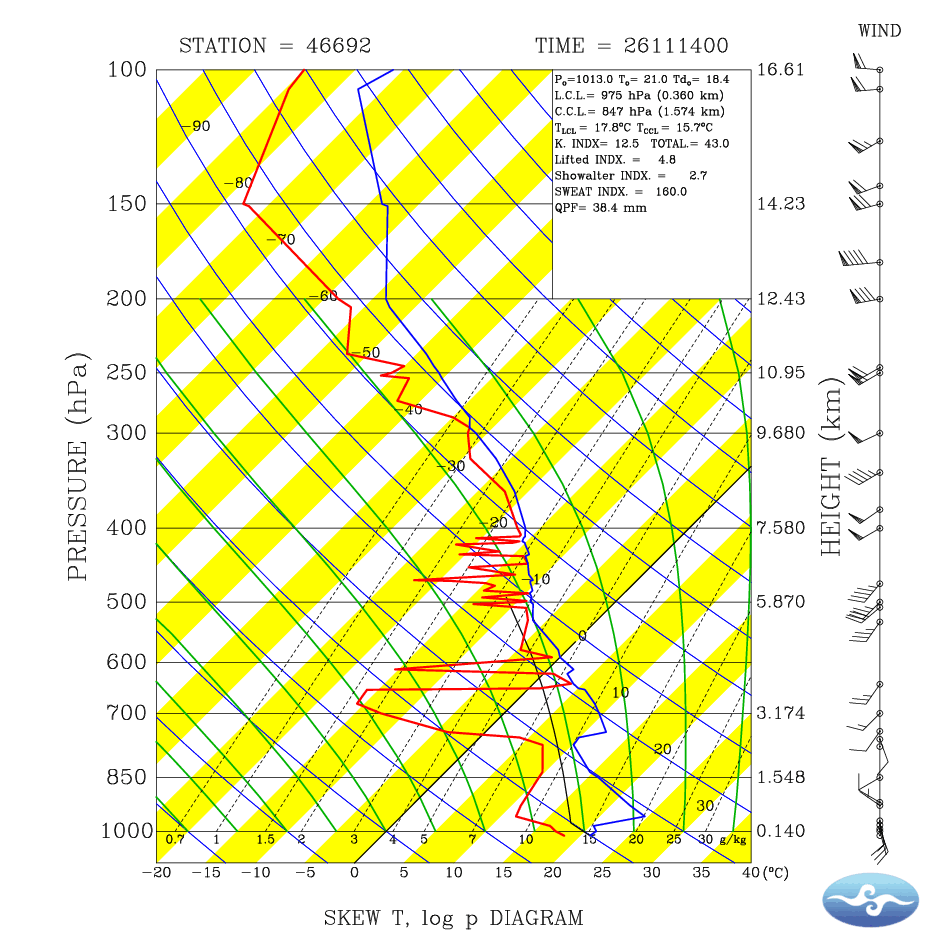 WIND
STATION = 46692 TIME = 26111400
100 16.61
P₀=1013.0 T₀= 21.0 Td₀= 18.4
L.C.L.= 975 hPa (0.360 km)
C.C.L.= 847 hPa (1.574 km)
T_LCL = 17.8°C T_CCL = 15.7°C
K. INDX= 12.5 TOTAL.= 43.0
Lifted INDX. = 4.8
Showalter INDX. = 2.7
SWEAT INDX. = 160.0
QPF= 38.4 mm
-90
-80
150 14.23
-70
-60
200 12.43
-50
250 10.95
-40
300 9.680
-30
-20
400 7.580
-10
500 5.870
0
600
10
700 3.174
20
850 1.548
30
1000 0.140
0.7 1 1.5 2 3 4 5 7 10 15 20 25 30 g/kg
-20 -15 -10 -5 0 5 10 15 20 25 30 35 40 (°C)
PRESSURE (hPa)
HEIGHT (km)
SKEW T, log p DIAGRAM